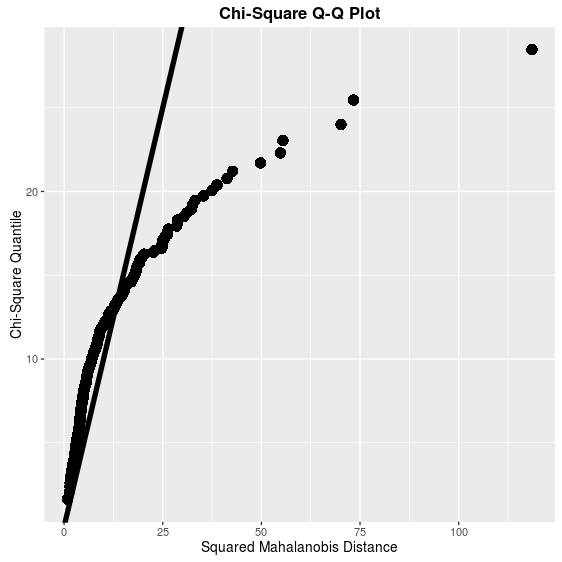 Chi-Square Q-Q Plot
20
10
Chi-Square Quantile
0 25 50 75 100
Squared Mahalanobis Distance